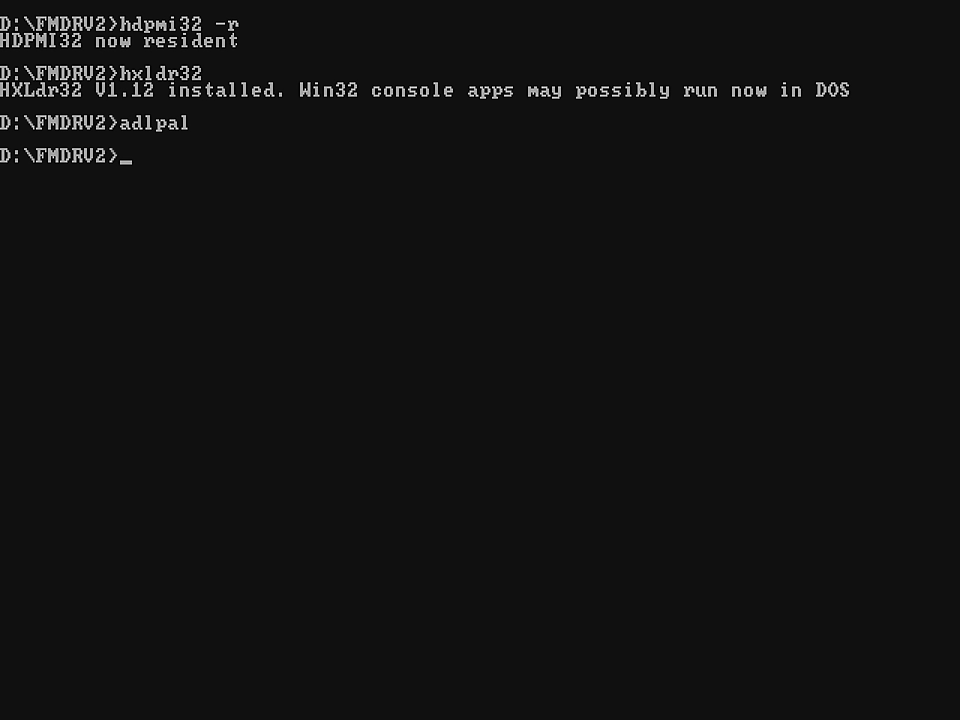 D:\FMDRV2>hdpmi32 -r
HDPMI32 now resident
D:\FMDRV2>hxldr32
HXLdr32 V1.12 installed. Win32 console apps may possibly run now in DOS
D:\FMDRV2>adlpal
D:\FMDRV2>_